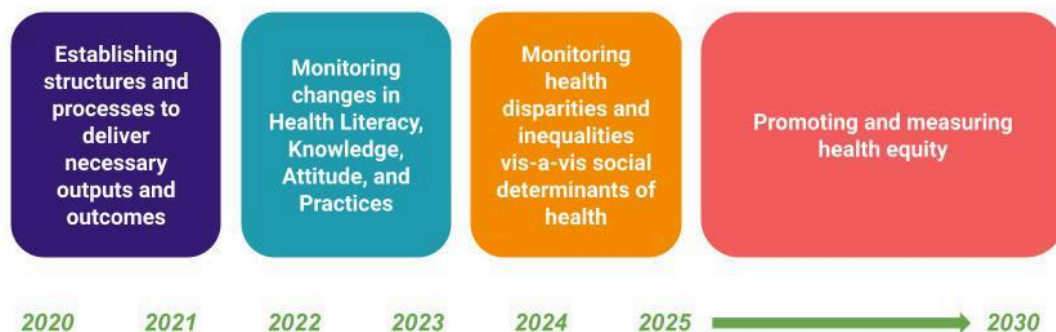 Establishing
structures and
processes to
deliver
necessary
outputs and
outcomes
Monitoring
changes in
Health Literacy,
Knowledge,
Attitude, and
Practices
Monitoring
health
disparities and
inequalities
vis-a-vis social
determinants of
health
Promoting and measuring
health equity
2020 2021 2022 2023 2024 2025 2030